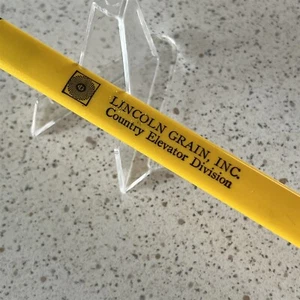 LINCOLN GRAIN, INC.
Country Elevator Division